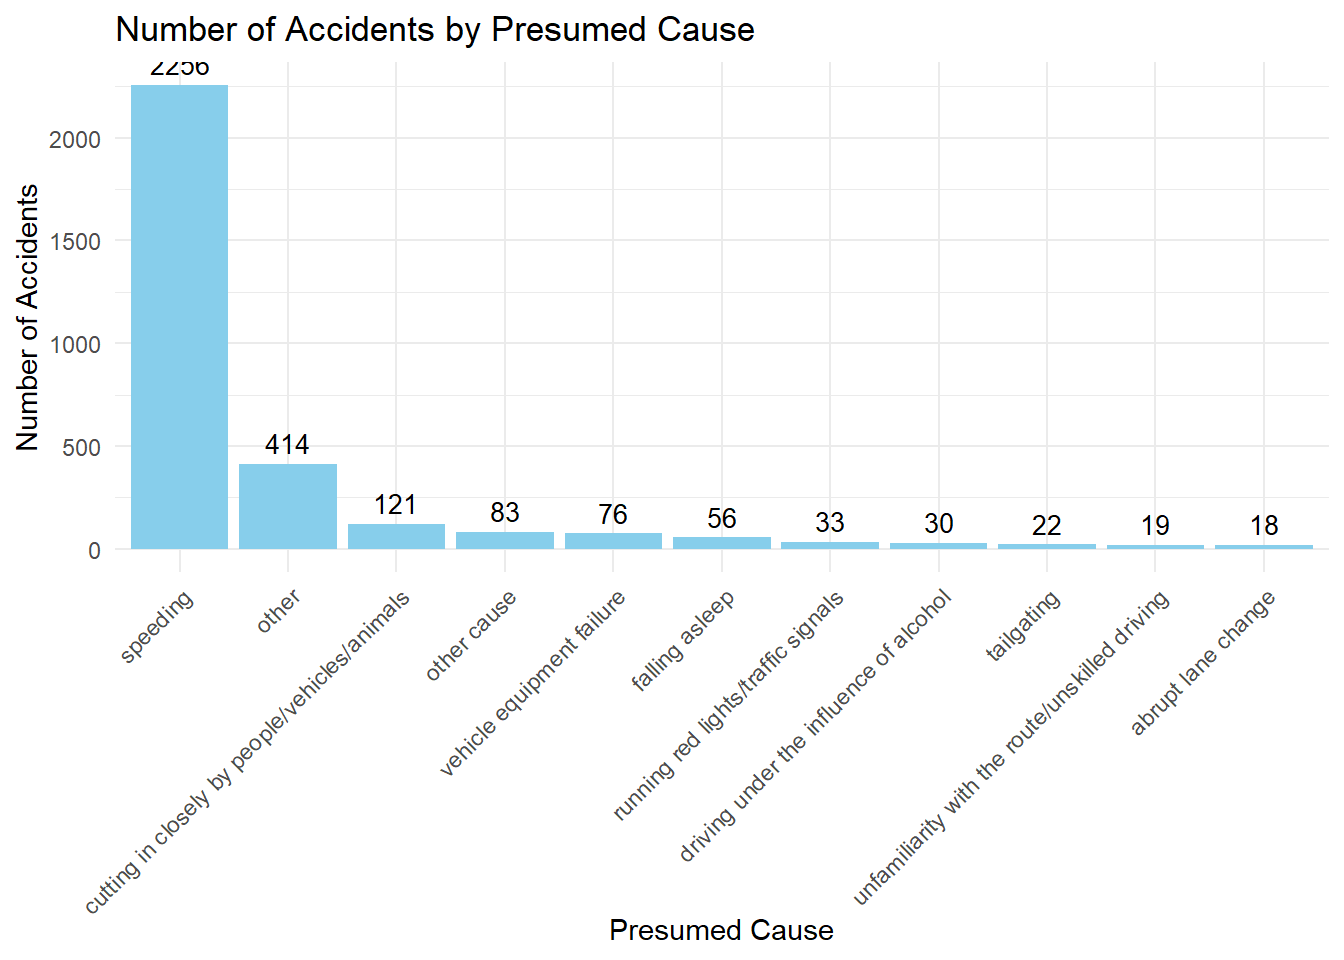 Number of Accidents by Presumed Cause
2256
2000
1500
1000
500
0
Number of Accidents
414
121
83
76
56
33
30
22
19
18
speeding
other
cutting in closely by people/vehicles/animals
other cause
vehicle equipment failure
falling asleep
running red lights/traffic signals
driving under the influence of alcohol
tailgating
unfamiliarity with the route/unskilled driving
abrupt lane change
Presumed Cause